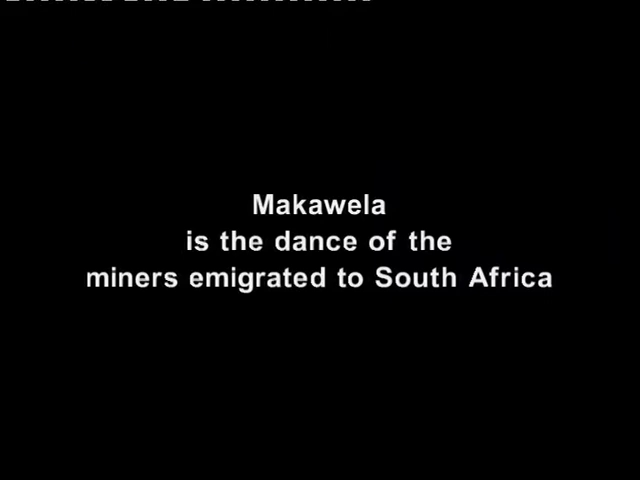 Makawela
is the dance of the
miners emigrated to South Africa